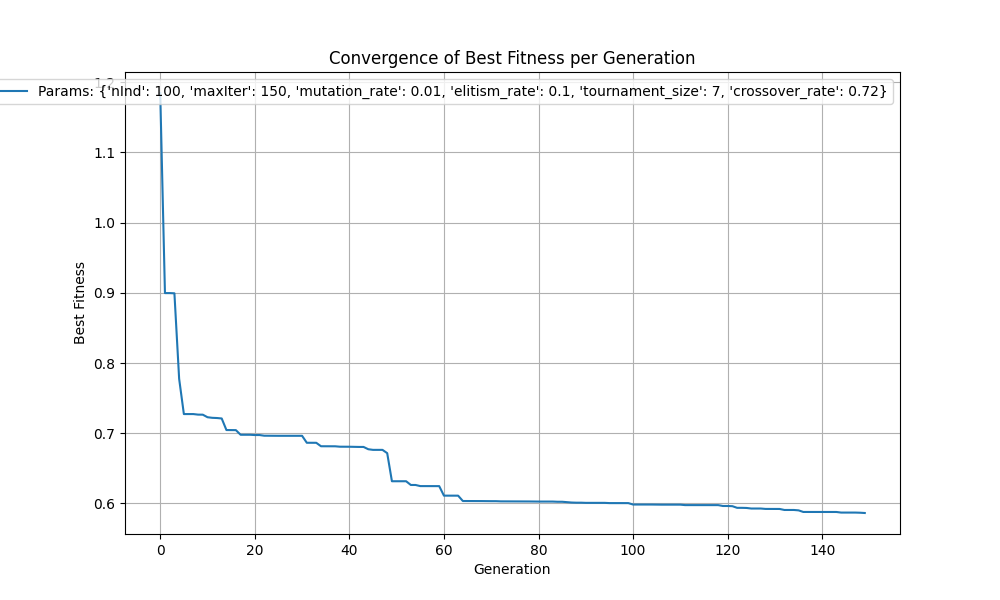 Convergence of Best Fitness per Generation
Params: {'nInd': 100, 'maxIter': 150, 'mutation_rate': 0.01, 'elitism_rate': 0.1, 'tournament_size': 7, 'crossover_rate': 0.72}
1.2
1.1
1.0
0.9
0.8
0.7
0.6
Best Fitness
0 20 40 60 80 100 120 140
Generation